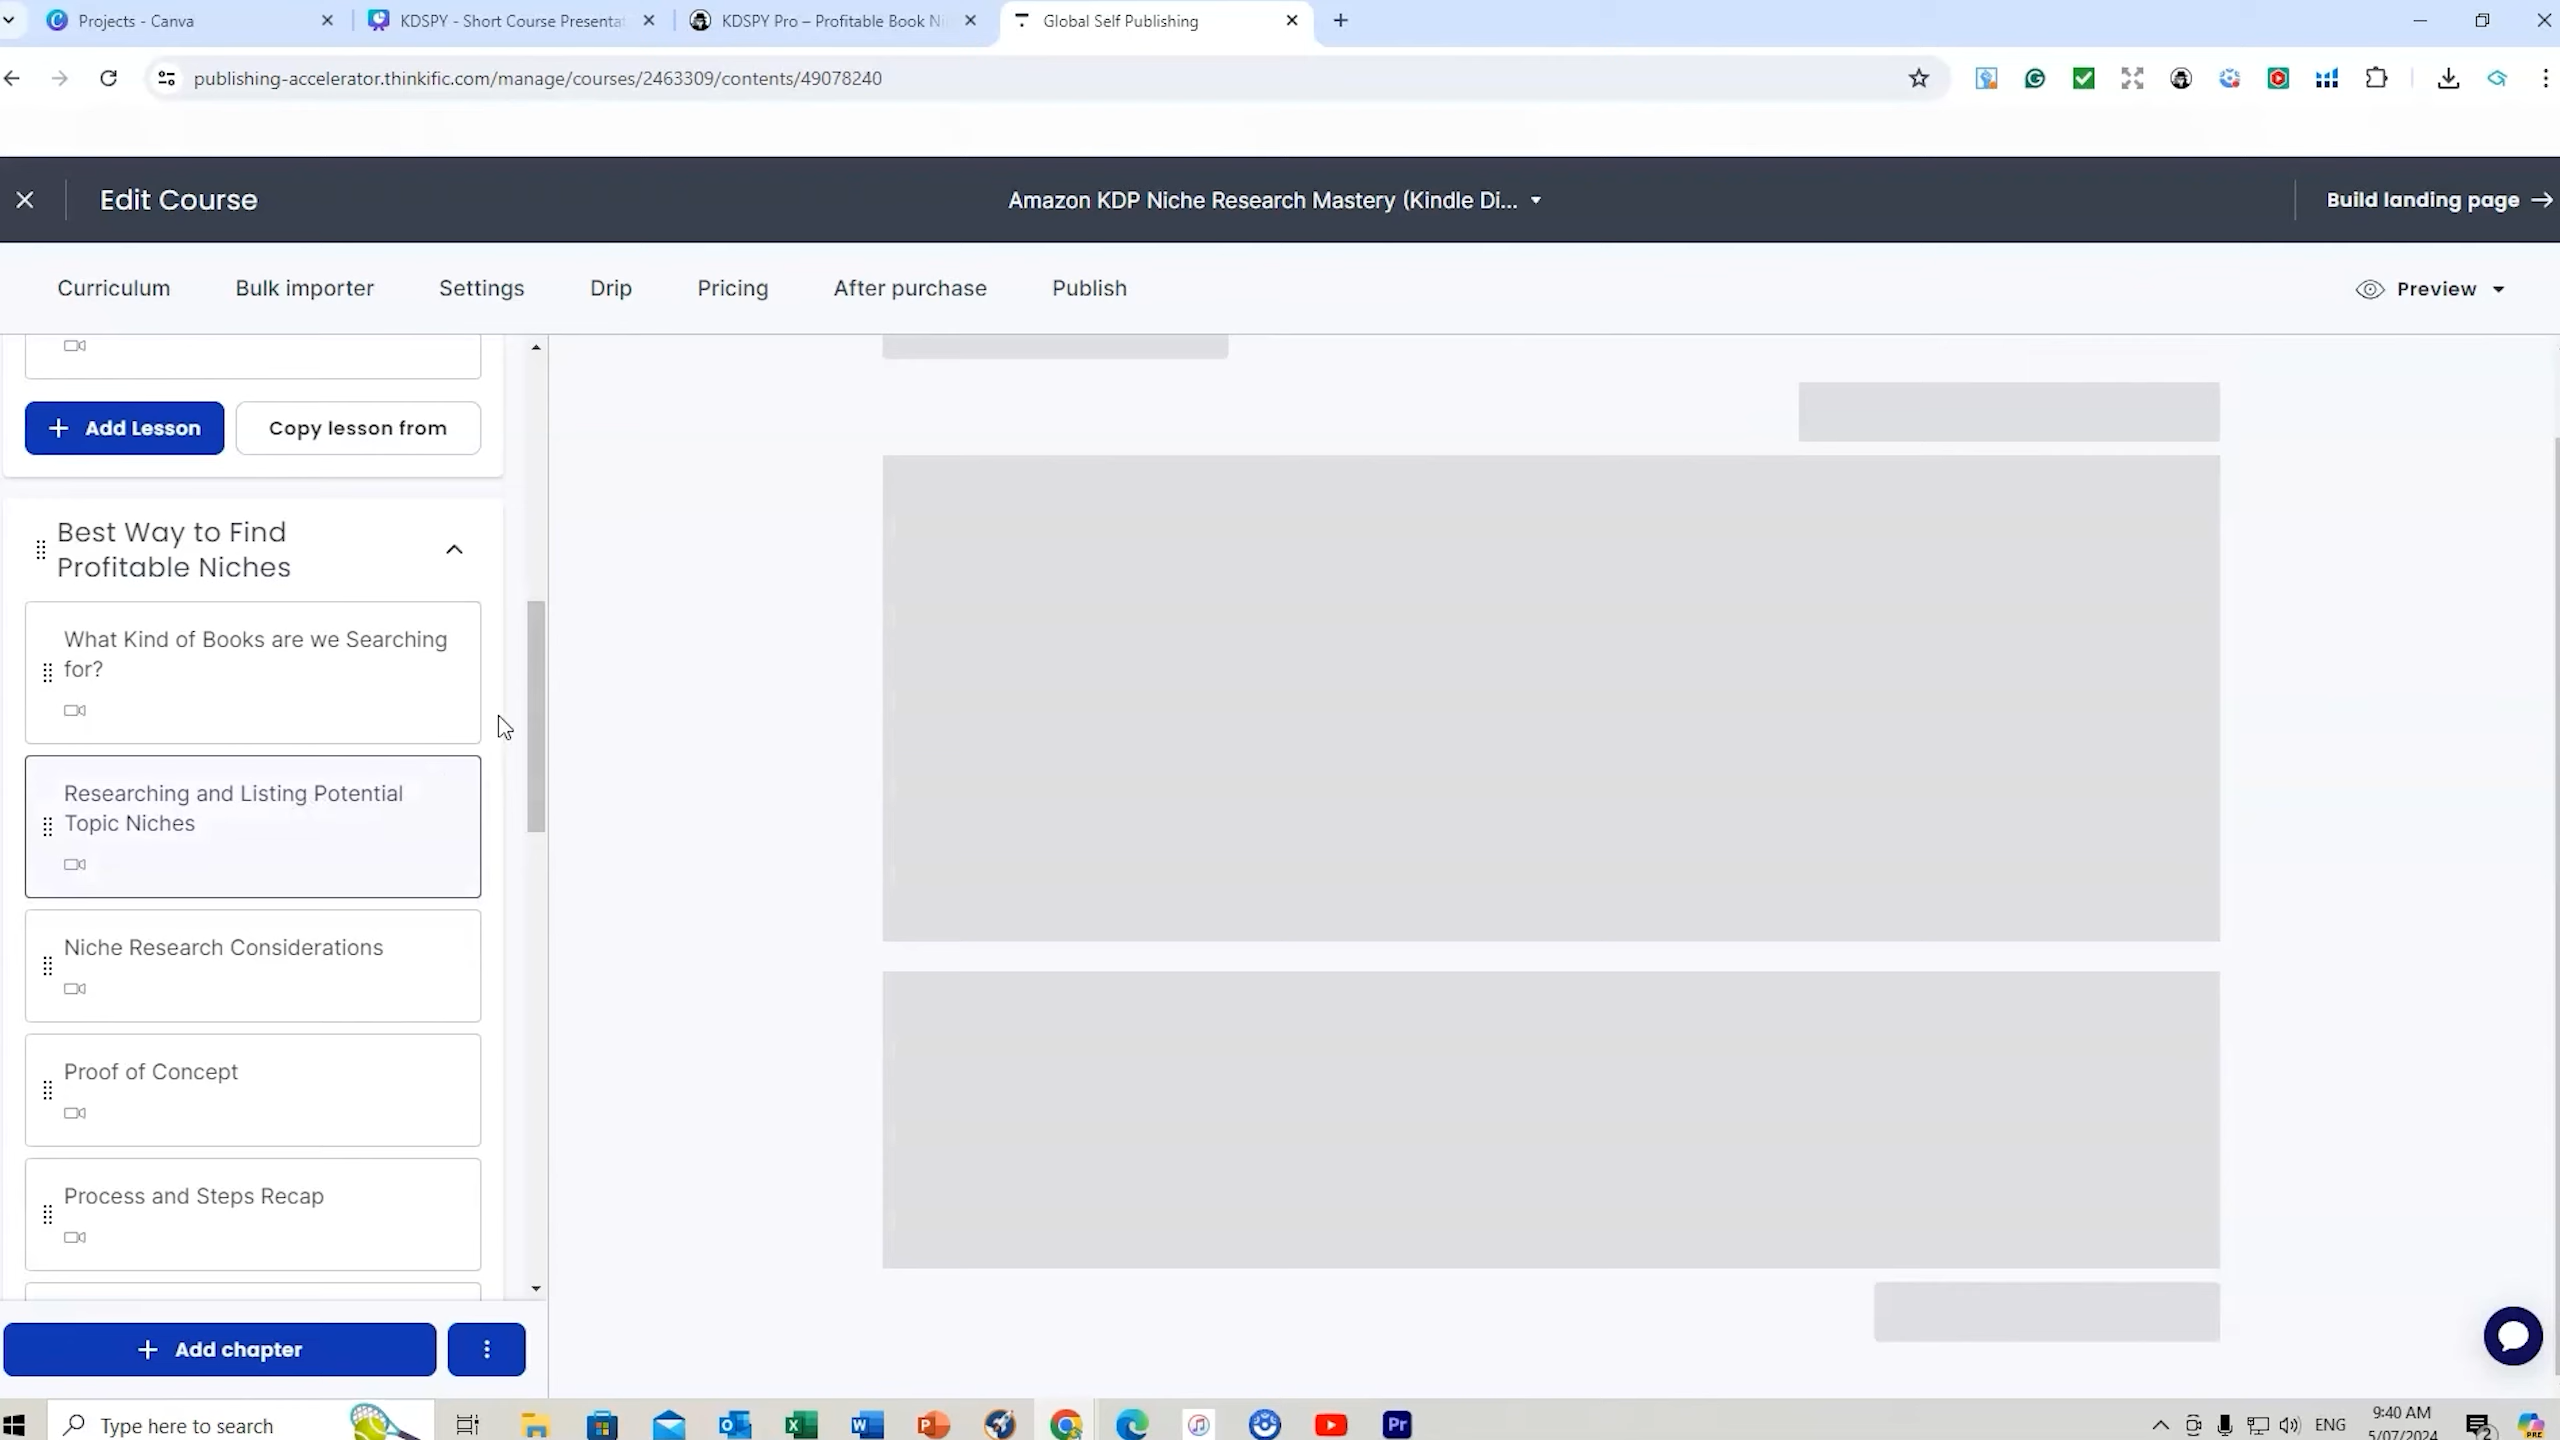 Projects - Canva
KDSPY - Short Course Presentat
KDSPY Pro – Profitable Book Ni
Global Self Publishing
publishing-accelerator.thinkific.com/manage/courses/2463309/contents/49078240
Edit Course
Amazon KDP Niche Research Mastery (Kindle Di...
Build landing page
Curriculum
Bulk importer
Settings
Drip
Pricing
After purchase
Publish
Preview
+ Add Lesson
Copy lesson from
Best Way to Find
Profitable Niches
What Kind of Books are we Searching
for?
Researching and Listing Potential
Topic Niches
Niche Research Considerations
Proof of Concept
Process and Steps Recap
+ Add chapter
Type here to search
ENG
9:40 AM
5/07/2024
2